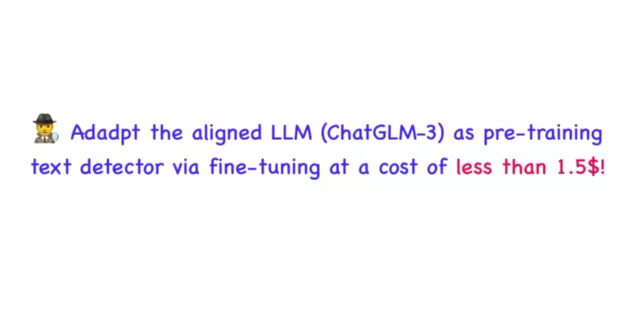 🕵️ Adadpt the aligned LLM (ChatGLM-3) as pre-training
text detector via fine-tuning at a cost of less than 1.5$!